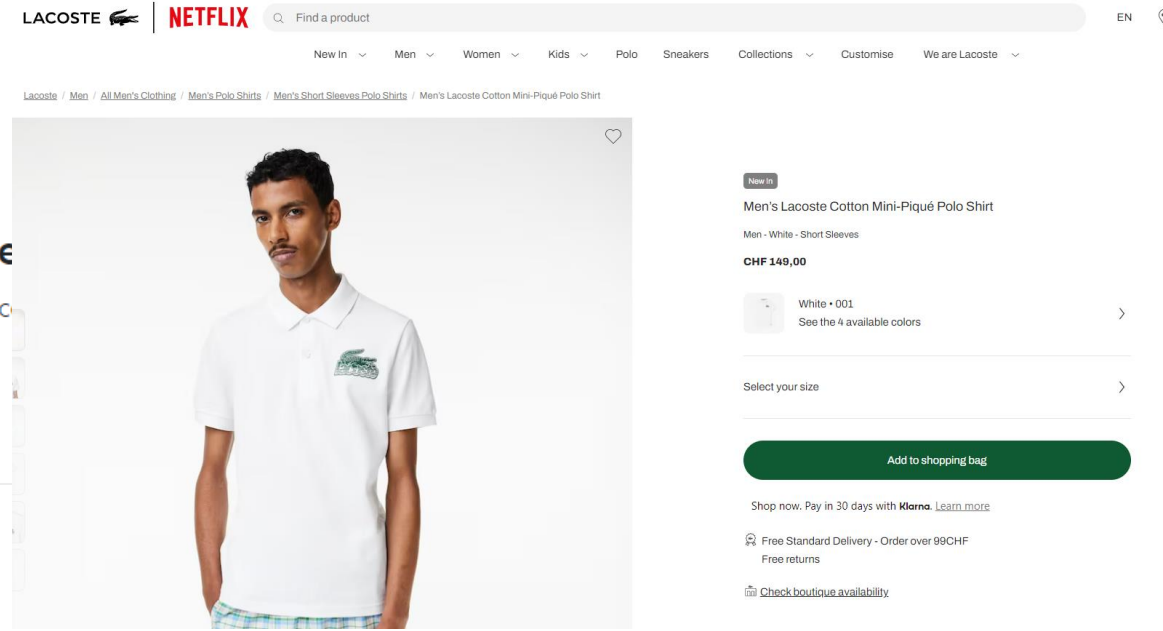 LACOSTE NETFLIX Find a product EN
New In Men Women Kids Polo Sneakers Collections Customise We are Lacoste
Lacoste / Men / All Men's Clothing / Men's Polo Shirts / Men's Short Sleeves Polo Shirts / Men's Lacoste Cotton Mini-Piqué Polo Shirt
New In
Men's Lacoste Cotton Mini-Piqué Polo Shirt
Men - White - Short Sleeves
CHF 149,00
White • 001
See the 4 available colors
Select your size
Add to shopping bag
Shop now. Pay in 30 days with Klarna. Learn more
Free Standard Delivery - Order over 99CHF
Free returns
Check boutique availability